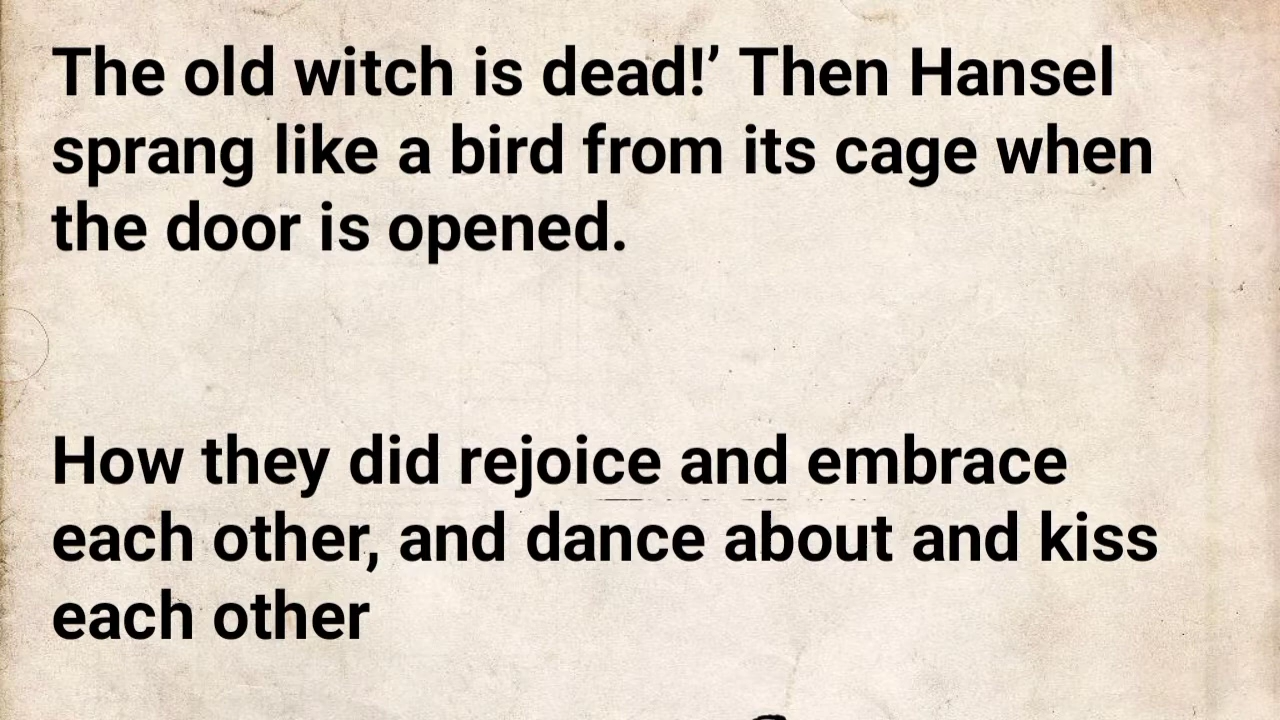 The old witch is dead!’ Then Hansel
sprang like a bird from its cage when
the door is opened.
How they did rejoice and embrace
each other, and dance about and kiss
each other